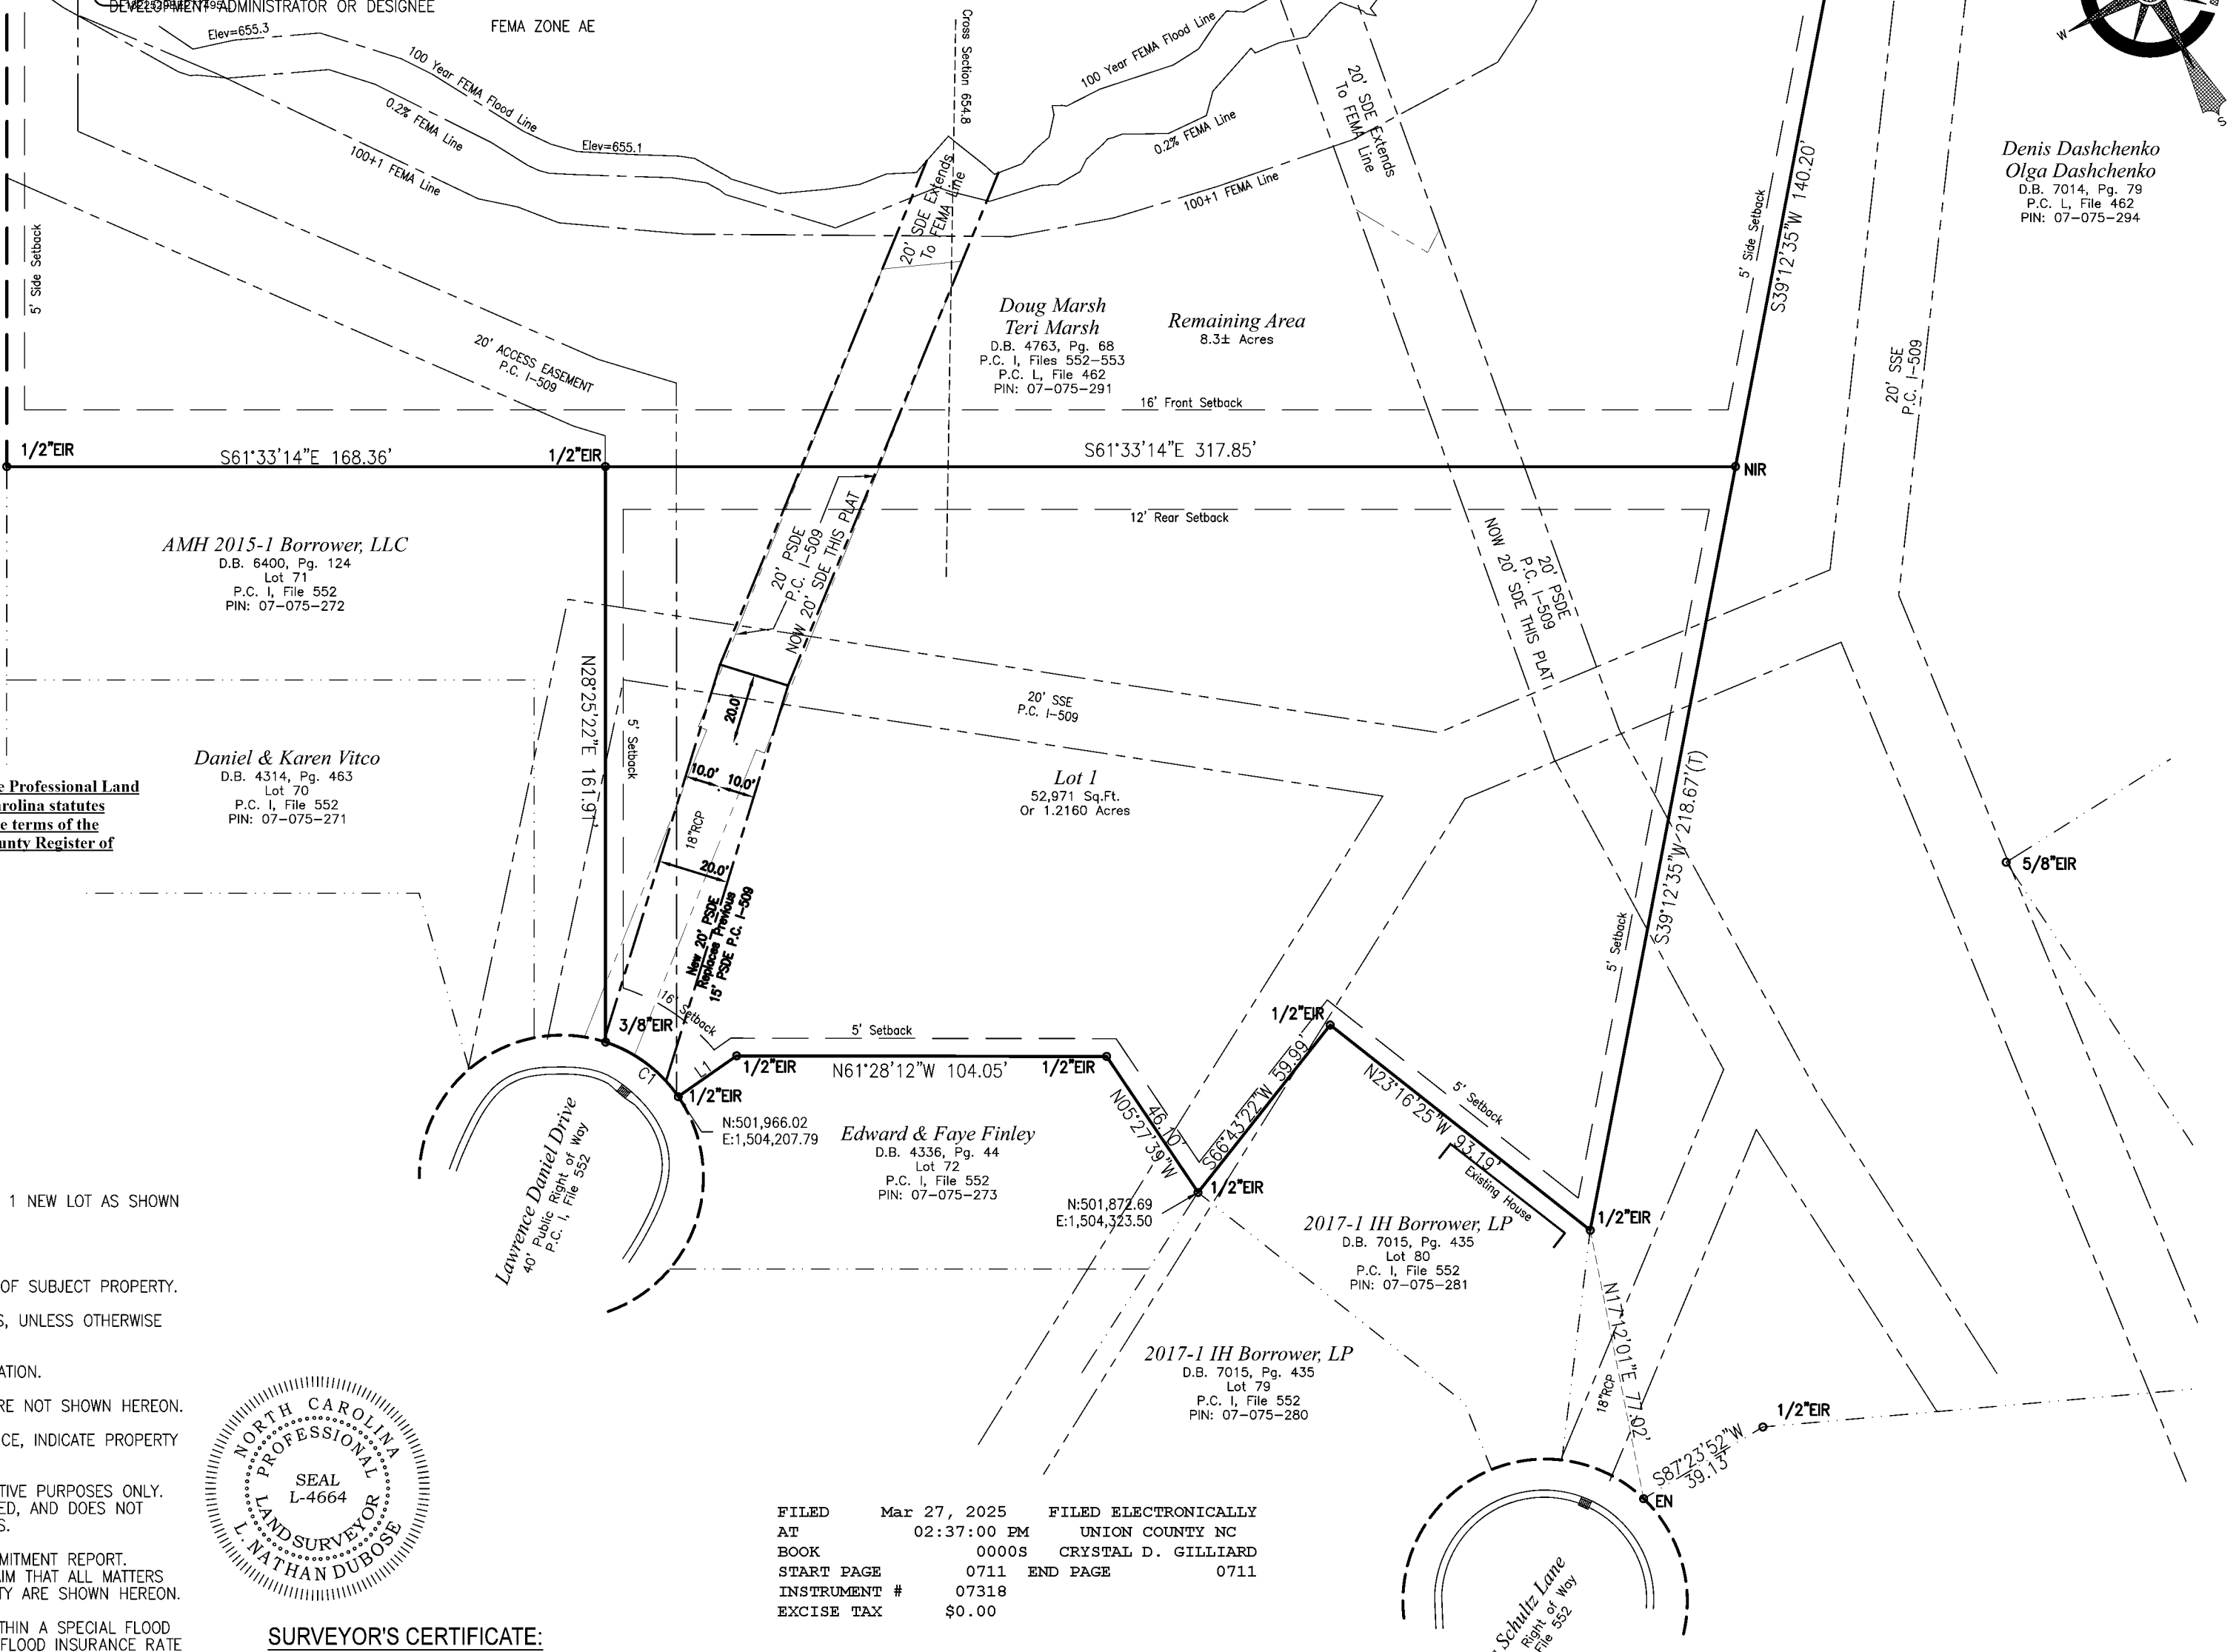 DEVELOPMENT ADMINISTRATOR OR DESIGNEE
FEMA ZONE AE
Elev=655.3
100 Year FEMA Flood Line
0.2% FEMA Line
100+1 FEMA Line
Elev=655.1
Cross Section 654.8
100 Year FEMA Flood Line
0.2% FEMA Line
100+1 FEMA Line
20' SDE Extends
To FEMA Line
20' SDE Extends
To FEMA Line
W
S
Denis Dashchenko
Olga Dashchenko
D.B. 7014, Pg. 79
P.C. L, File 462
PIN: 07-075-294
5' Side Setback
5' Side Setback
S39°12'35"W 140.20'
Doug Marsh
Teri Marsh
D.B. 4763, Pg. 68
P.C. I, Files 552-553
P.C. L, File 462
PIN: 07-075-291
Remaining Area
8.3± Acres
20' ACCESS EASEMENT
P.C. I-509
20' SSE
P.C. I-509
16' Front Setback
1/2"EIR
S61°33'14"E 168.36'
1/2"EIR
S61°33'14"E 317.85'
NIR
12' Rear Setback
AMH 2015-1 Borrower, LLC
D.B. 6400, Pg. 124
Lot 71
P.C. I, File 552
PIN: 07-075-272
20' PSDE
P.C. I-509
NOW 20' SDE THIS PLAT
20' PSDE
P.C. I-509
NOW 20' SDE THIS PLAT
N28°25'22"E 161.91'
5' Setback
20.0'
20' SSE
P.C. I-509
Daniel & Karen Vitco
D.B. 4314, Pg. 463
Lot 70
P.C. I, File 552
PIN: 07-075-271
e Professional Land
arolina statutes
e terms of the
unty Register of
10.0' 10.0'
18"RCP
20.0'
Lot 1
52,971 Sq.Ft.
Or 1.2160 Acres
S39°12'35"W 218.67'(T)
5' Setback
5/8"EIR
New 20' PSDE
Replaces Previous
15' PSDE P.C. I-509
16' Setback
3/8"EIR
C1
L1
1/2"EIR
1/2"EIR
5' Setback
N61°28'12"W 104.05'
1/2"EIR
1/2"EIR
N:501,966.02
E:1,504,207.79
N05°27'39"W
46.10'
S66°43'22"W 59.99'
N23°16'25"W 93.19'
5' Setback
Existing House
1/2"EIR
1/2"EIR
N:501,872.69
E:1,504,323.50
Edward & Faye Finley
D.B. 4336, Pg. 44
Lot 72
P.C. I, File 552
PIN: 07-075-273
Lawrence Daniel Drive
40' Public Right of Way
P.C. I, File 552
2017-1 IH Borrower, LP
D.B. 7015, Pg. 435
Lot 80
P.C. I, File 552
PIN: 07-075-281
2017-1 IH Borrower, LP
D.B. 7015, Pg. 435
Lot 79
P.C. I, File 552
PIN: 07-075-280
N17°12'01"E 77.02'
18"RCP
S87°23'52"W
39.13'
1/2"EIR
EN
Schultz Lane
Right of Way
File 552
1 NEW LOT AS SHOWN
OF SUBJECT PROPERTY.
S, UNLESS OTHERWISE
ATION.
RE NOT SHOWN HEREON.
CE, INDICATE PROPERTY
TIVE PURPOSES ONLY.
ED, AND DOES NOT
S.
MITMENT REPORT.
AIM THAT ALL MATTERS
TY ARE SHOWN HEREON.
THIN A SPECIAL FLOOD
FLOOD INSURANCE RATE
NORTH CAROLINA
PROFESSIONAL
SEAL
L-4664
LAND SURVEYOR
L. NATHAN DUBOSE
SURVEYOR'S CERTIFICATE:
FILED Mar 27, 2025 FILED ELECTRONICALLY
AT 02:37:00 PM UNION COUNTY NC
BOOK 0000S CRYSTAL D. GILLIARD
START PAGE 0711 END PAGE 0711
INSTRUMENT # 07318
EXCISE TAX $0.00